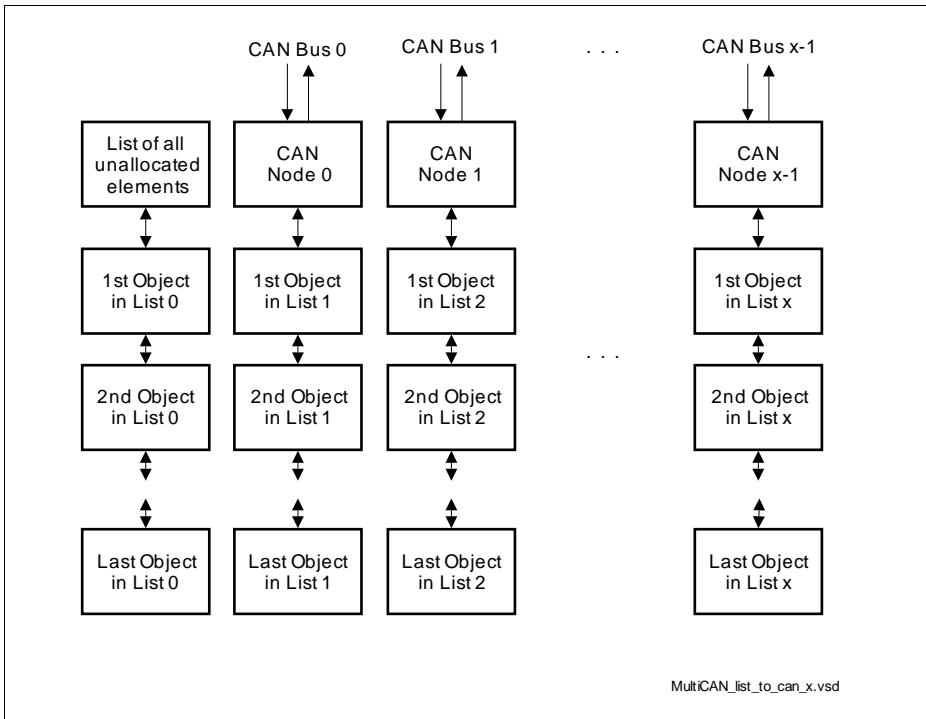 CAN Bus 0
CAN Bus 1
. . .
CAN Bus x-1
List of all
unallocated
elements
CAN
Node 0
CAN
Node 1
CAN
Node x-1
1st Object
in List 0
1st Object
in List 1
1st Object
in List 2
1st Object
in List x
. . .
2nd Object
in List 0
2nd Object
in List 1
2nd Object
in List 2
2nd Object
in List x
Last Object
in List 0
Last Object
in List 1
Last Object
in List 2
Last Object
in List x
MultiCAN_list_to_can_x.vsd